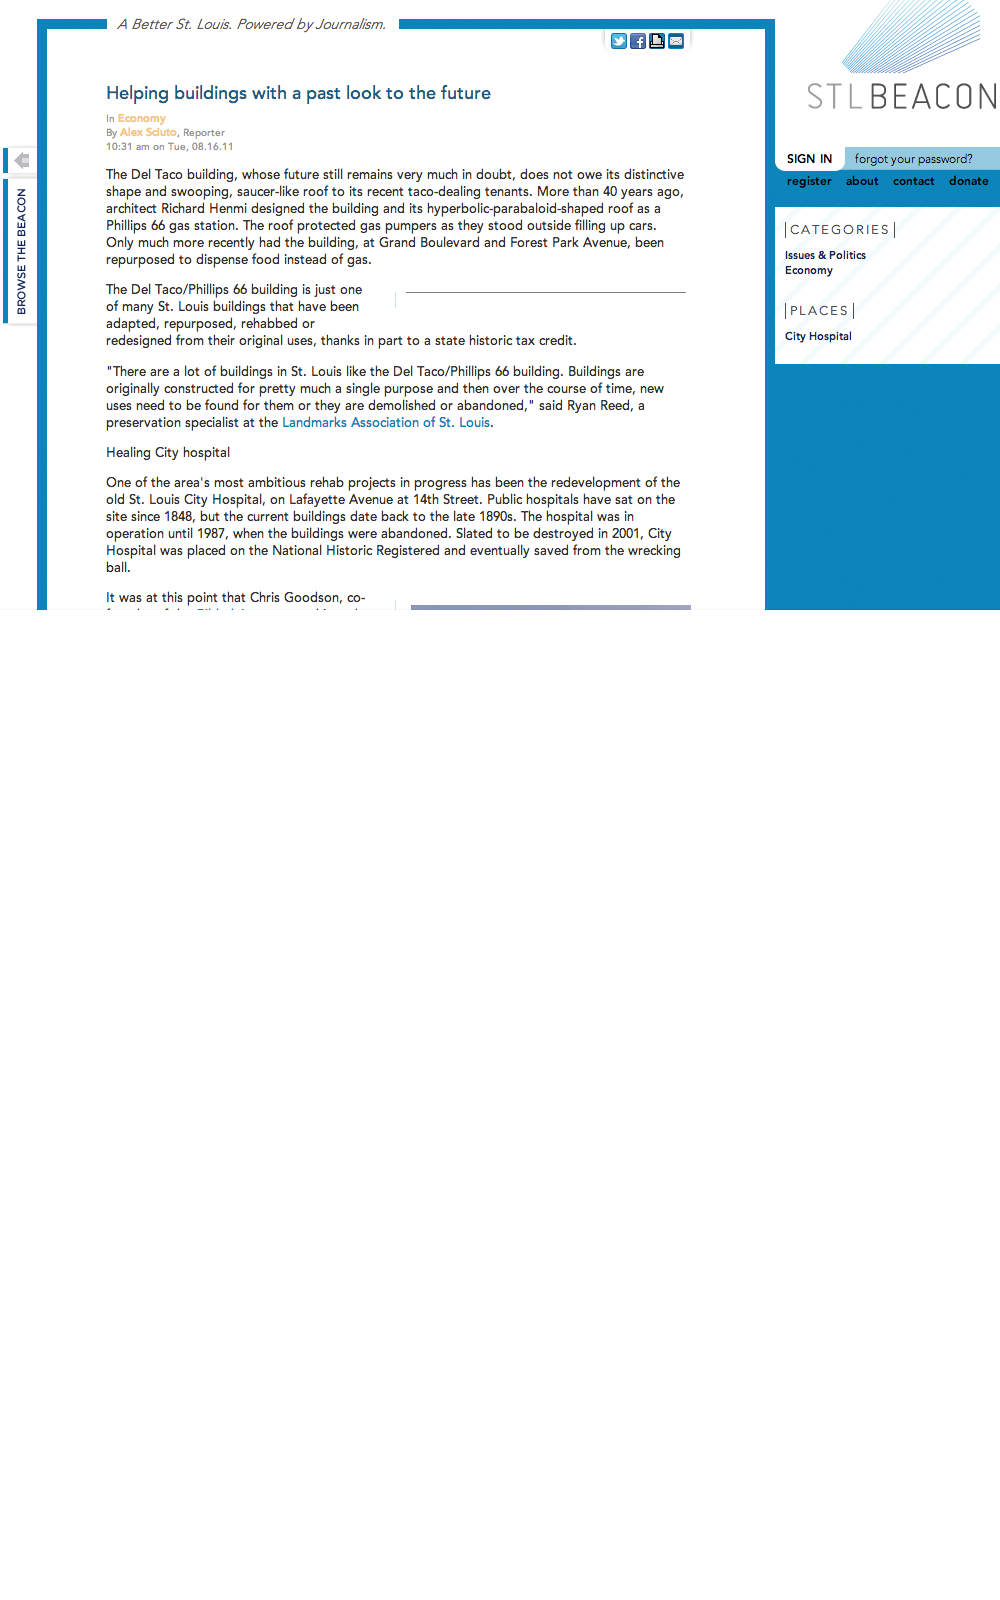 A Better St. Louis. Powered by Journalism.
STLBEACON
SIGN IN
forgot your password?
register about contact donate
BROWSE THE BEACON
Helping buildings with a past look to the future
In Economy
By Alex Sciuto, Reporter
10:31 am on Tue, 08.16.11
The Del Taco building, whose future still remains very much in doubt, does not owe its distinctive
shape and swooping, saucer-like roof to its recent taco-dealing tenants. More than 40 years ago,
architect Richard Henmi designed the building and its hyperbolic-parabaloid-shaped roof as a
Phillips 66 gas station. The roof protected gas pumpers as they stood outside filling up cars.
Only much more recently had the building, at Grand Boulevard and Forest Park Avenue, been
repurposed to dispense food instead of gas.
The Del Taco/Phillips 66 building is just one
of many St. Louis buildings that have been
adapted, repurposed, rehabbed or
redesigned from their original uses, thanks in part to a state historic tax credit.
"There are a lot of buildings in St. Louis like the Del Taco/Phillips 66 building. Buildings are
originally constructed for pretty much a single purpose and then over the course of time, new
uses need to be found for them or they are demolished or abandoned," said Ryan Reed, a
preservation specialist at the Landmarks Association of St. Louis.
Healing City hospital
One of the area's most ambitious rehab projects in progress has been the redevelopment of the
old St. Louis City Hospital, on Lafayette Avenue at 14th Street. Public hospitals have sat on the
site since 1848, but the current buildings date back to the late 1890s. The hospital was in
operation until 1987, when the buildings were abandoned. Slated to be destroyed in 2001, City
Hospital was placed on the National Historic Registered and eventually saved from the wrecking
ball.
It was at this point that Chris Goodson, co-
CATEGORIES
Issues & Politics
Economy
PLACES
City Hospital